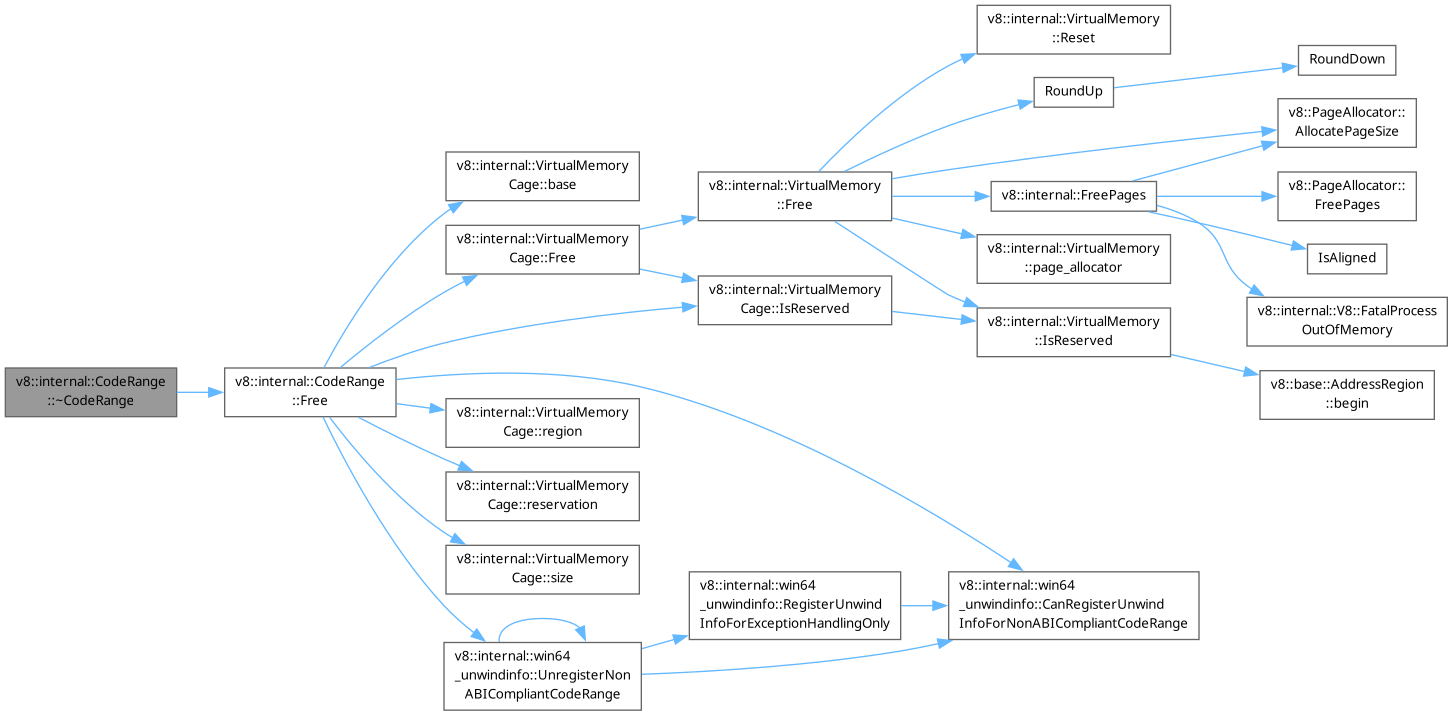 v8::internal::CodeRange
::~CodeRange
v8::internal::CodeRange
::Free
v8::internal::VirtualMemory
Cage::base
v8::internal::VirtualMemory
Cage::Free
v8::internal::VirtualMemory
Cage::region
v8::internal::VirtualMemory
Cage::reservation
v8::internal::VirtualMemory
Cage::size
v8::internal::win64
_unwindinfo::UnregisterNon
ABICompliantCodeRange
v8::internal::VirtualMemory
::Free
v8::internal::VirtualMemory
Cage::IsReserved
v8::internal::win64
_unwindinfo::RegisterUnwind
InfoForExceptionHandlingOnly
v8::internal::VirtualMemory
::Reset
RoundUp
v8::internal::FreePages
v8::internal::VirtualMemory
::page_allocator
v8::internal::VirtualMemory
::IsReserved
v8::internal::win64
_unwindinfo::CanRegisterUnwind
InfoForNonABICompliantCodeRange
RoundDown
v8::PageAllocator::
AllocatePageSize
v8::PageAllocator::
FreePages
IsAligned
v8::internal::V8::FatalProcess
OutOfMemory
v8::base::AddressRegion
::begin